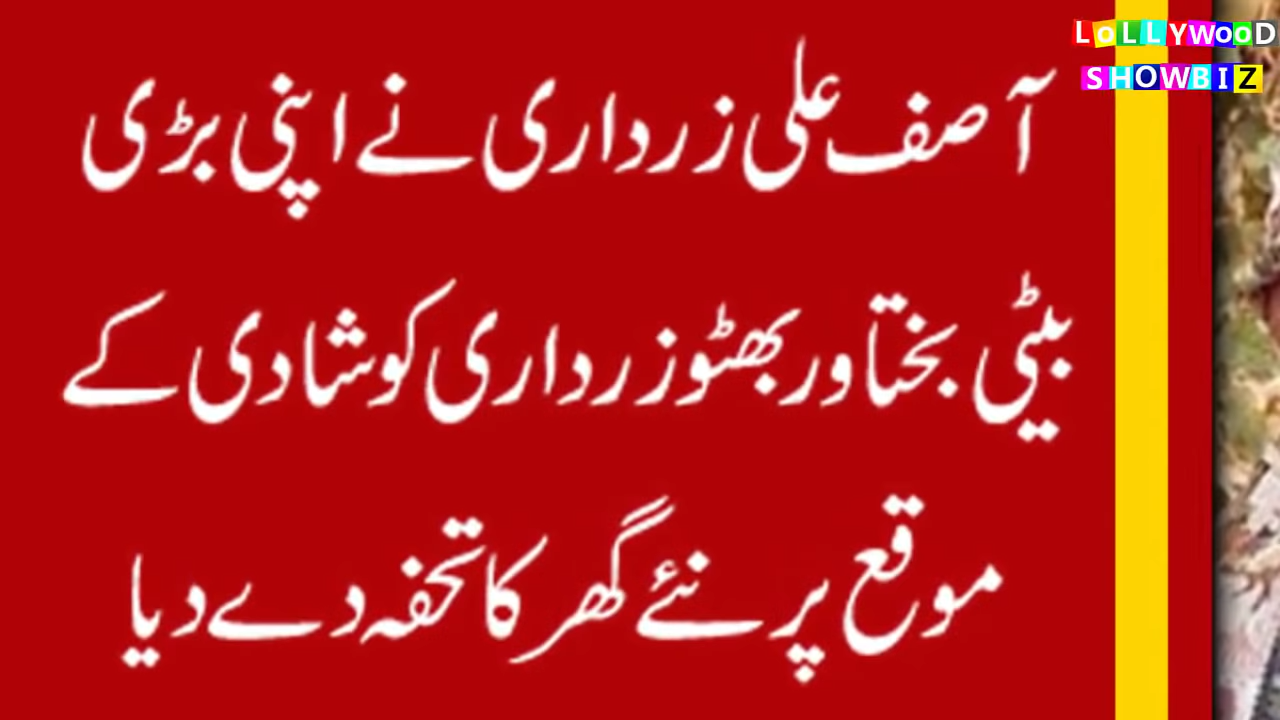 LOLLYWOOD
SHOWBIZ
آصف علی زرداری نے اپنی بڑی
بیٹی بختاور بھٹو زرداری کو شادی کے
موقع پر نئے گھر کا تحفہ دے دیا